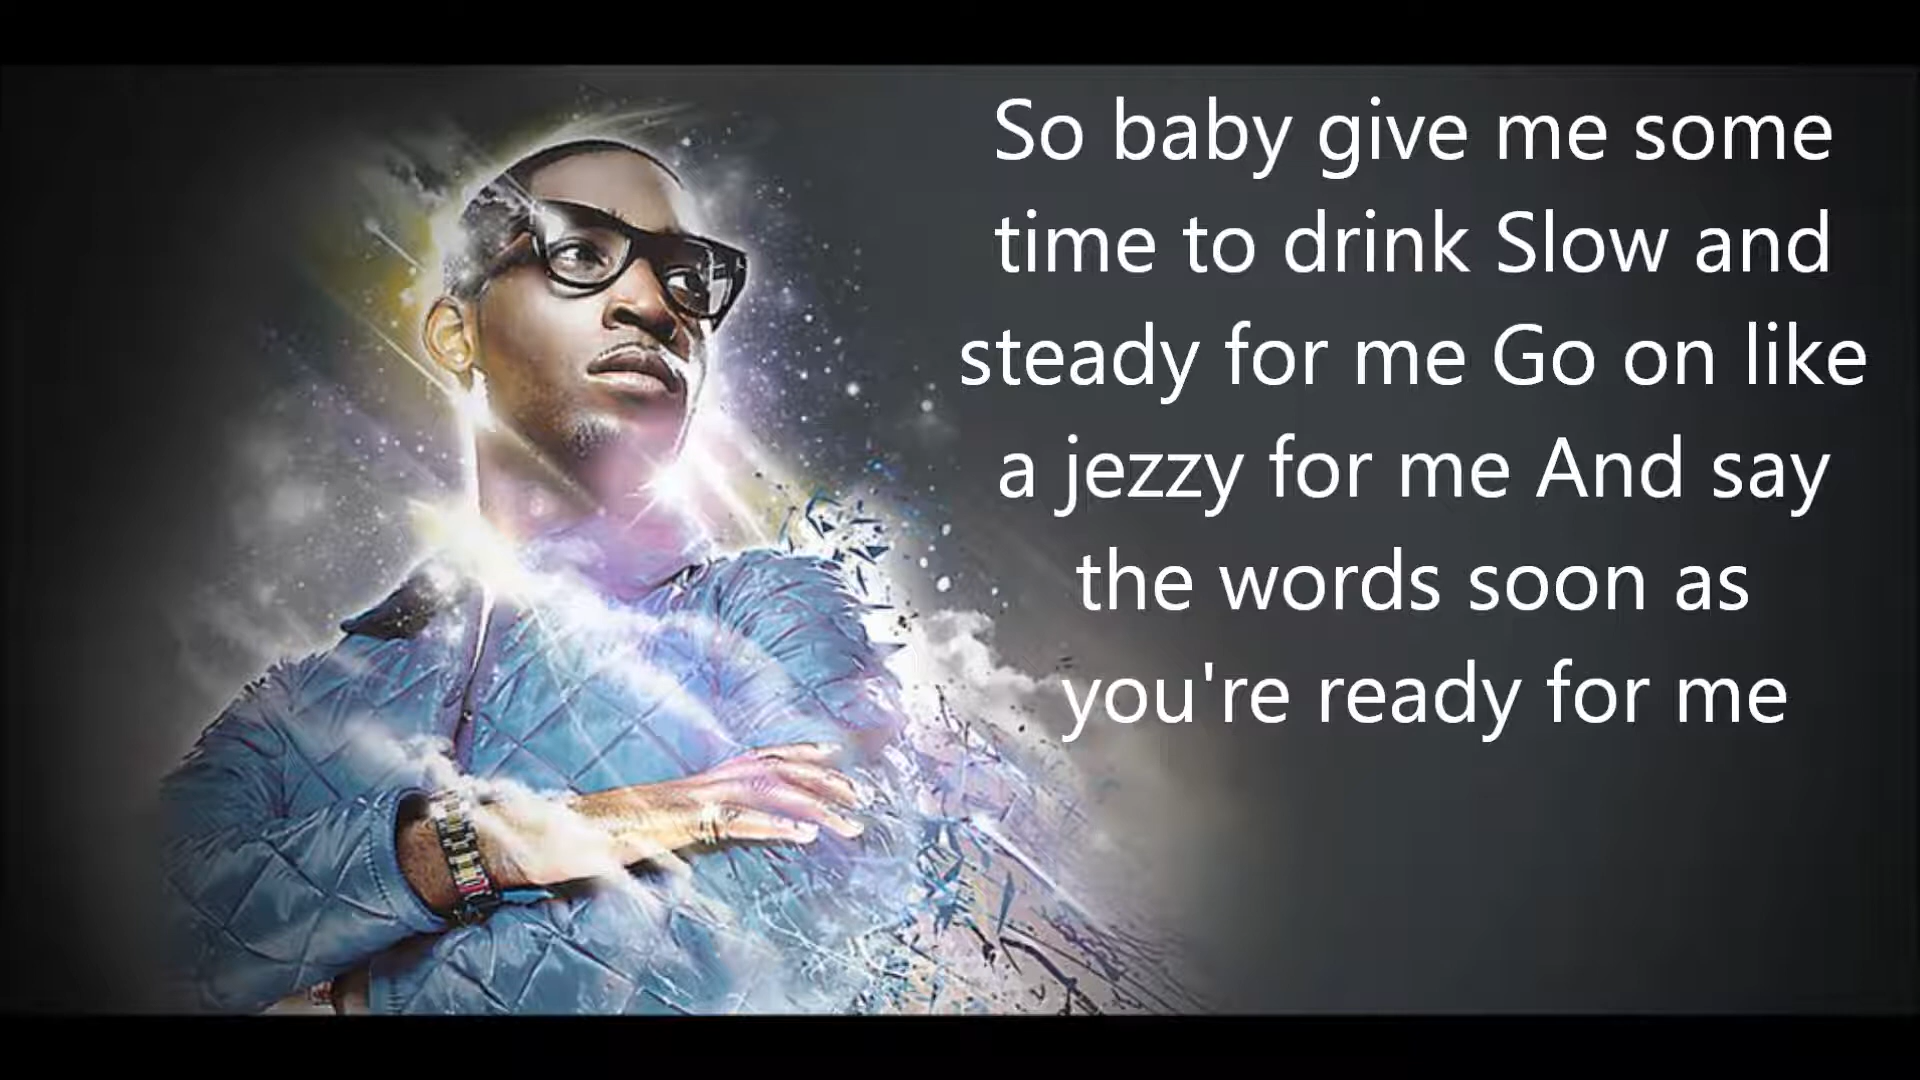 So baby give me some
time to drink Slow and
steady for me Go on like
a jezzy for me And say
the words soon as
you're ready for me